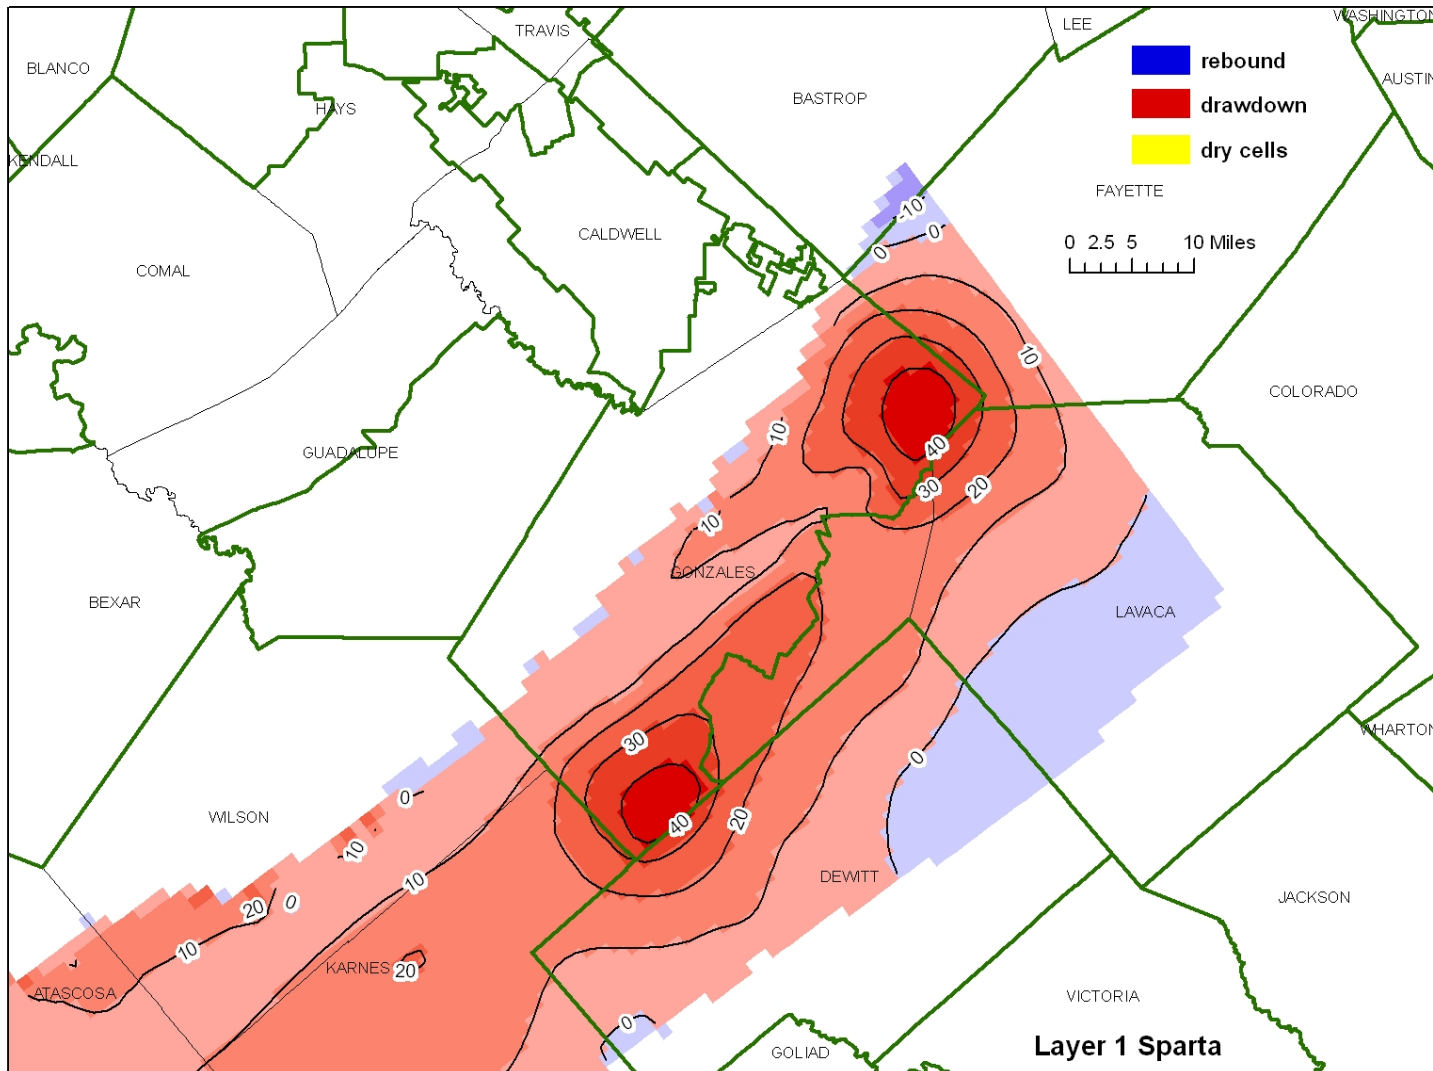 WASHINGTON
LEE
TRAVIS
rebound
BLANCO
AUSTIN
drawdown
BASTROP
HAYS
dry cells
KENDALL
FAYETTE
-10
CALDWELL
0
0
0 2.5 5 10 Miles
COMAL
10
COLORADO
10
40
GUADALUPE
30
20
10
GONZALES
BEXAR
LAVACA
WHARTON
30
0
0
WILSON
40
20
10
10
DEWITT
JACKSON
20
0
10
KARNES
20
ATASCOSA
VICTORIA
0
Layer 1 Sparta
GOLIAD